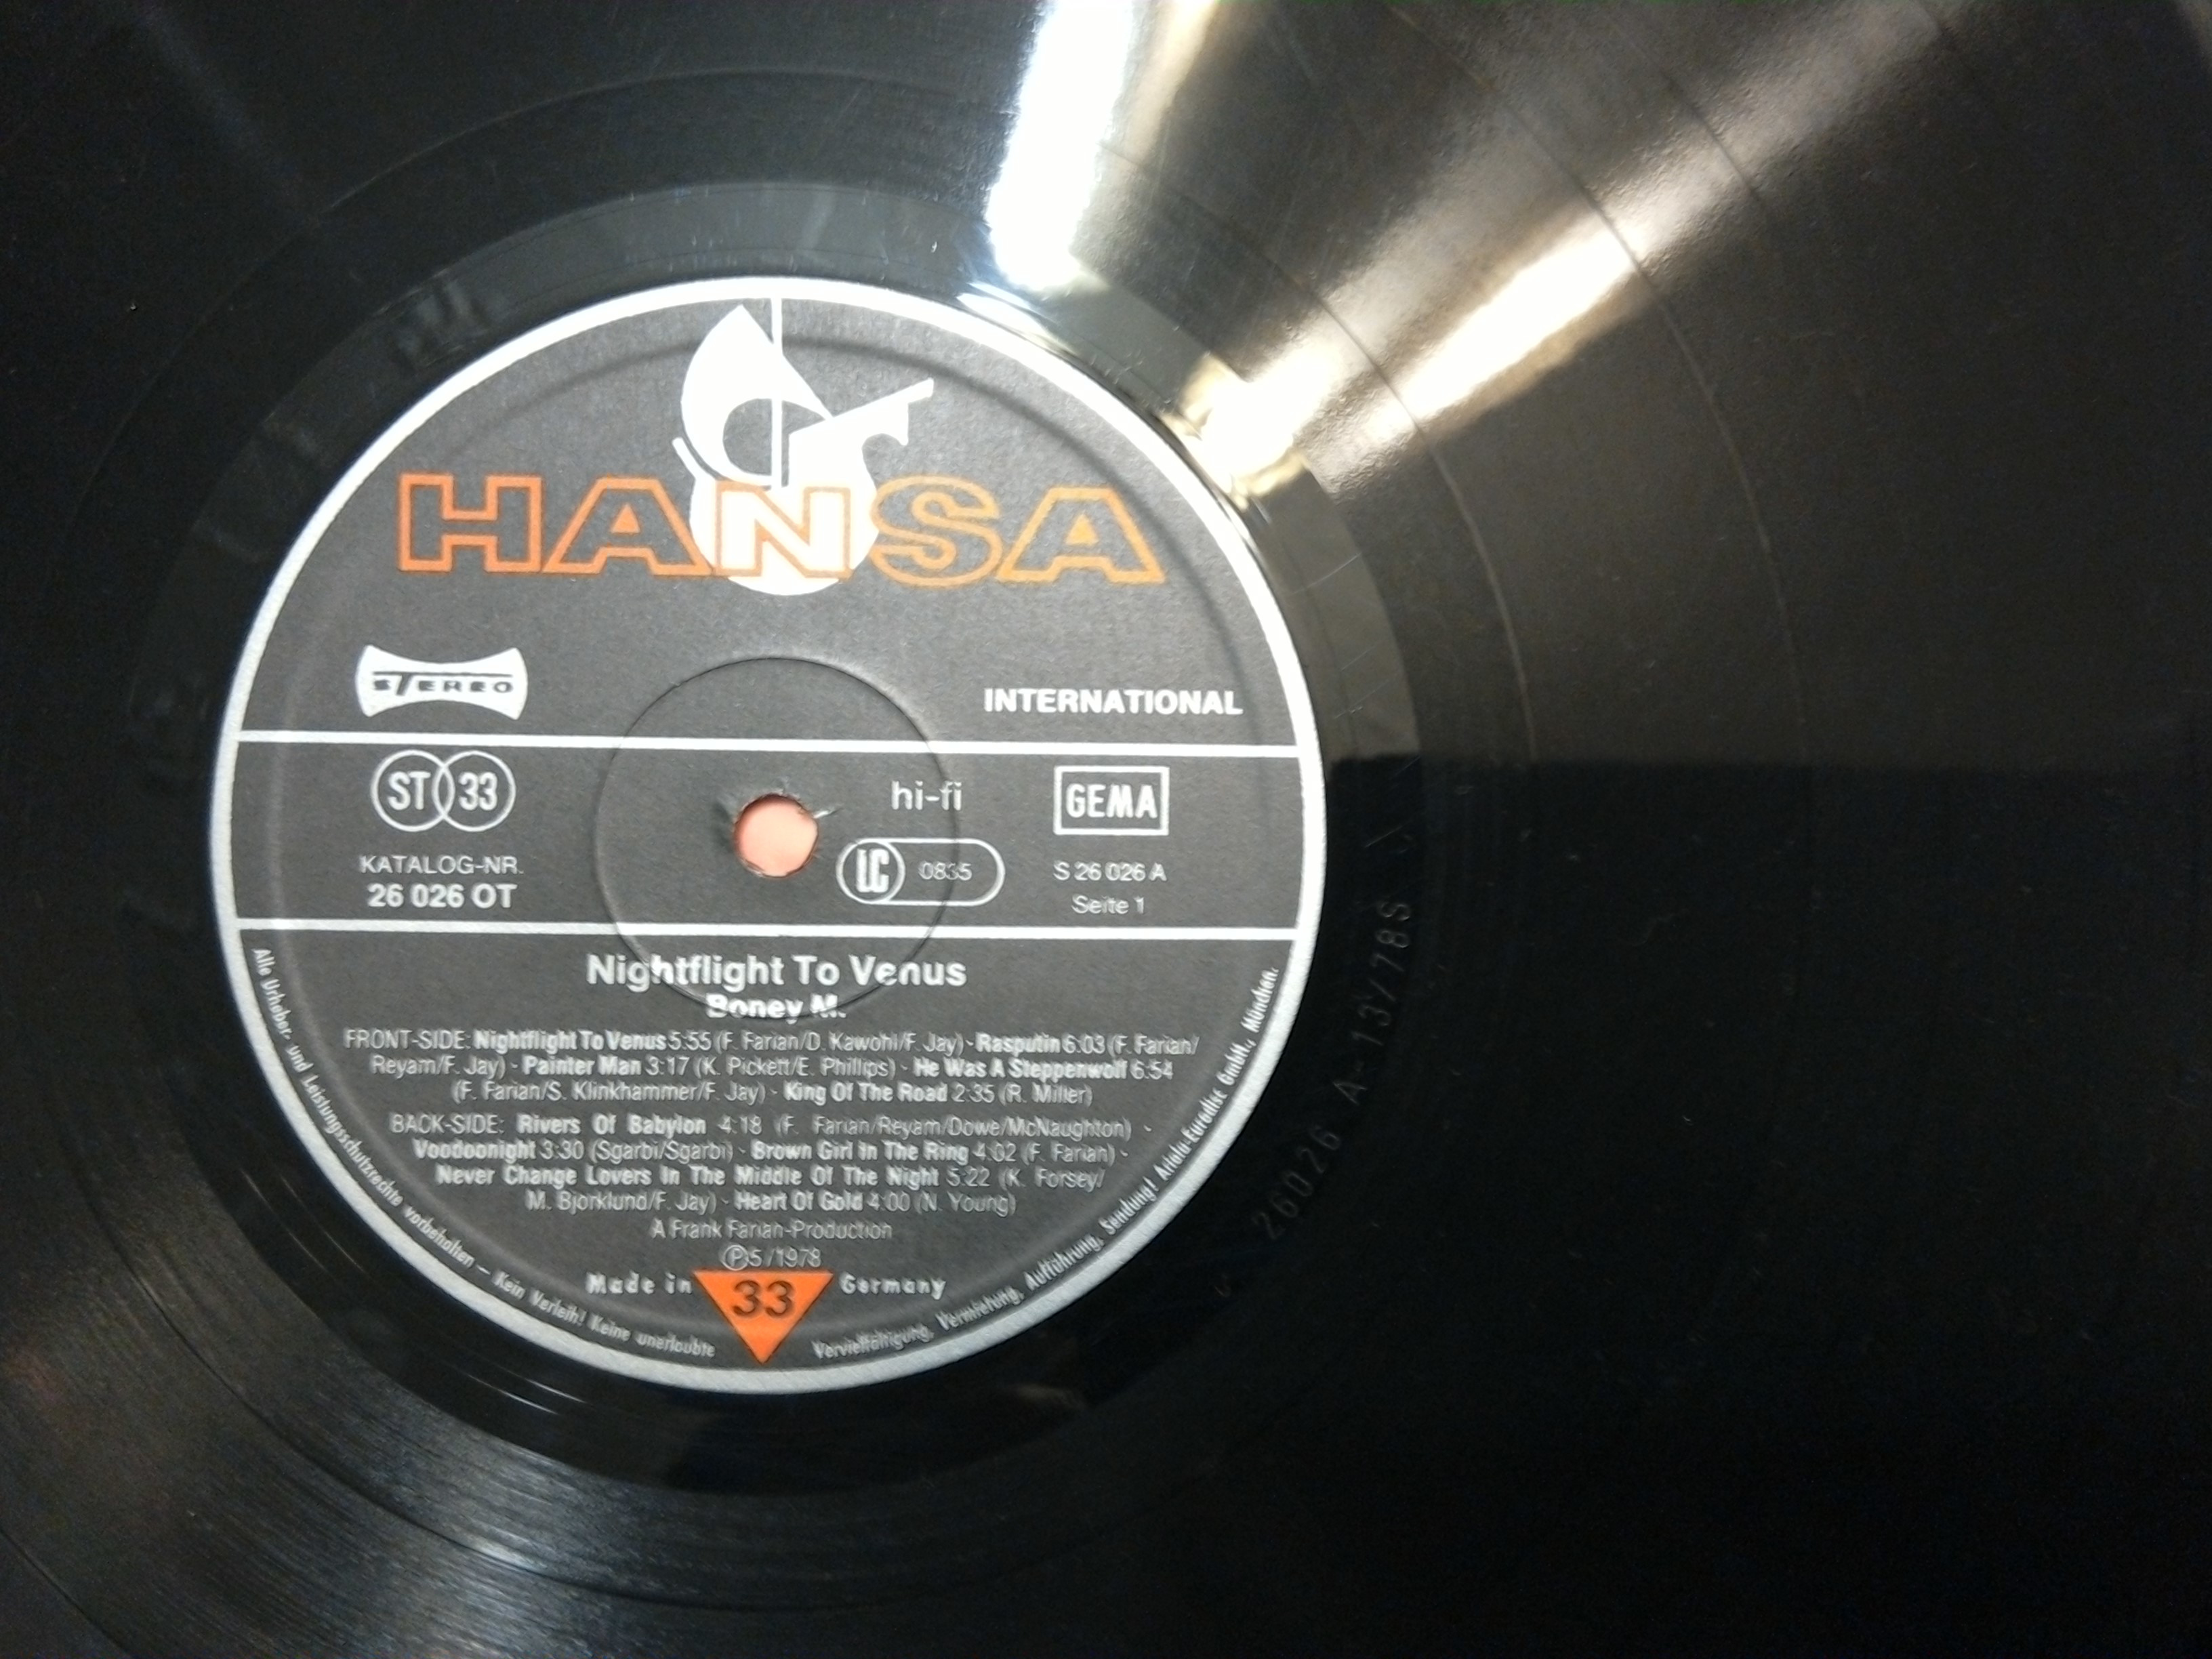 HANSA
STEREO
INTERNATIONAL
ST 33
hi-fi
GEMA
KATALOG-NR.
26 026 OT
LC 0835
S 26 026 A
Seite 1
Nightflight To Venus
Boney M.
FRONT-SIDE: Nightflight To Venus 5:55 (F. Farian/D. Kawohl/F. Jay) · Rasputin 6:03 (F. Farian/
Reyam/F. Jay) · Painter Man 3:17 (K. Pickett/E. Phillips) · He Was A Steppenwolf 6:54
(F. Farian/S. Klinkhammer/F. Jay) · King Of The Road 2:35 (R. Miller)
BACK-SIDE: Rivers Of Babylon 4:18 (F. Farian/Reyam/Dowe/McNaughton) ·
Voodoonight 3:30 (Sgarbi/Sgarbi) · Brown Girl In The Ring 4:02 (F. Farian) ·
Never Change Lovers In The Middle Of The Night 5:22 (K. Forsey/
M. Bjorklund/F. Jay) · Heart Of Gold 4:00 (N. Young)
A Frank Farian-Production
Ⓟ 5/1978
Made in 33 Germany
Alle Urheber- und Leistungsschutzrechte vorbehalten – Kein Verleih! Keine unerlaubte Vervielfältigung, Vermietung, Aufführung, Sendung! Ariola-Eurodisc GmbH., München.
26026 A-13/78S